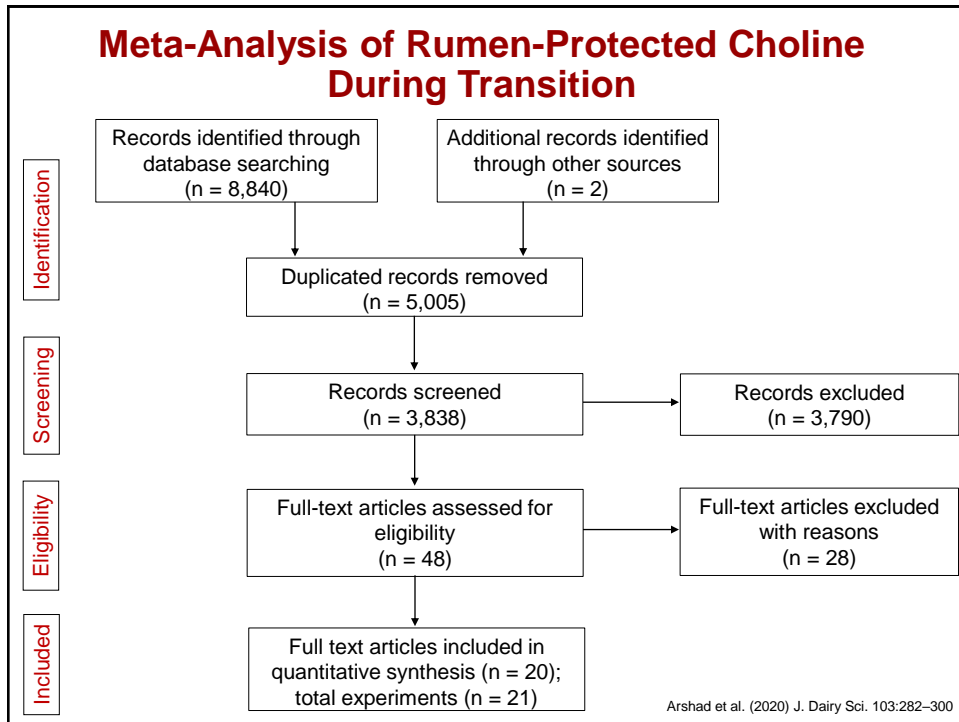 Meta-Analysis of Rumen-Protected Choline
During Transition
Identification
Records identified through
database searching
(n = 8,840)
Additional records identified
through other sources
(n = 2)
Duplicated records removed
(n = 5,005)
Screening
Records screened
(n = 3,838)
Records excluded
(n = 3,790)
Eligibility
Full-text articles assessed for
eligibility
(n = 48)
Full-text articles excluded
with reasons
(n = 28)
Included
Full text articles included in
quantitative synthesis (n = 20);
total experiments (n = 21)
Arshad et al. (2020) J. Dairy Sci. 103:282–300